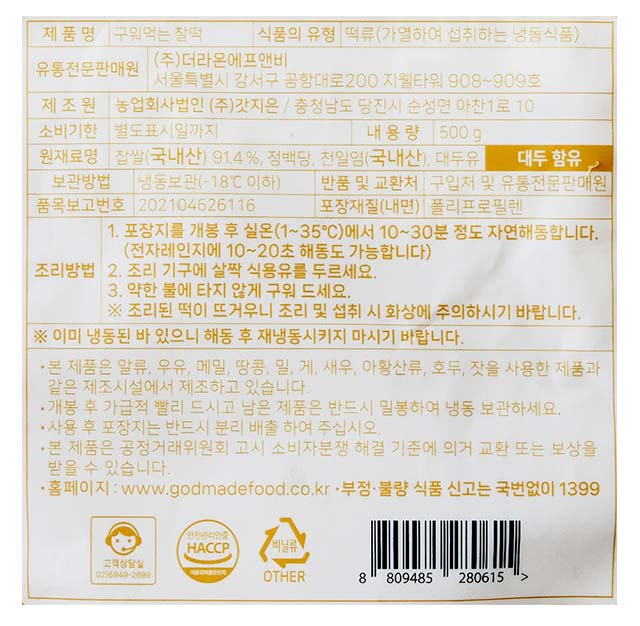 제 품 명 구워먹는 찰떡 식품의 유형 떡류(가열하여 섭취하는 냉동식품)
유통전문판매원 (주)더라온에프앤비
서울특별시 강서구 공항대로200 지웰타워 908~909호
제 조 원 농업회사법인 (주)갓지은 / 충청남도 당진시 순성면 아찬1로 10
소비기한 별도표시일까지 내 용 량 500 g
원재료명 찹쌀(국내산) 91.4 %, 정백당, 천일염(국내산), 대두유 대두 함유
보관방법 냉동보관(-18℃ 이하) 반품 및 교환처 구입처 및 유통전문판매원
품목보고번호 202104626116 포장재질(내면) 폴리프로필렌
조리방법
1. 포장지를 개봉 후 실온(1~35℃)에서 10~30분 정도 자연해동합니다.
(전자레인지에 10~20초 해동도 가능합니다)
2. 조리 기구에 살짝 식용유를 두르세요.
3. 약한 불에 타지 않게 구워 드세요.
※ 조리된 떡이 뜨거우니 조리 및 섭취 시 화상에 주의하시기 바랍니다.
※ 이미 냉동된 바 있으니 해동 후 재냉동시키지 마시기 바랍니다.
· 본 제품은 알류, 우유, 메밀, 땅콩, 밀, 게, 새우, 아황산류, 호두, 잣을 사용한 제품과
같은 제조시설에서 제조하고 있습니다.
· 개봉 후 가급적 빨리 드시고 남은 제품은 반드시 밀봉하여 냉동 보관하세요.
· 사용 후 포장지는 반드시 분리 배출 하여 주십시오.
· 본 제품은 공정거래위원회 고시 소비자분쟁 해결 기준에 의거 교환 또는 보상을
받을 수 있습니다.
· 홈페이지 : www.godmadefood.co.kr · 부정·불량 식품 신고는 국번없이 1399
고객상담실
02)6949-2699
안전관리인증
HACCP
식품의약품안전처
비닐류
OTHER
8 809485 280615 >